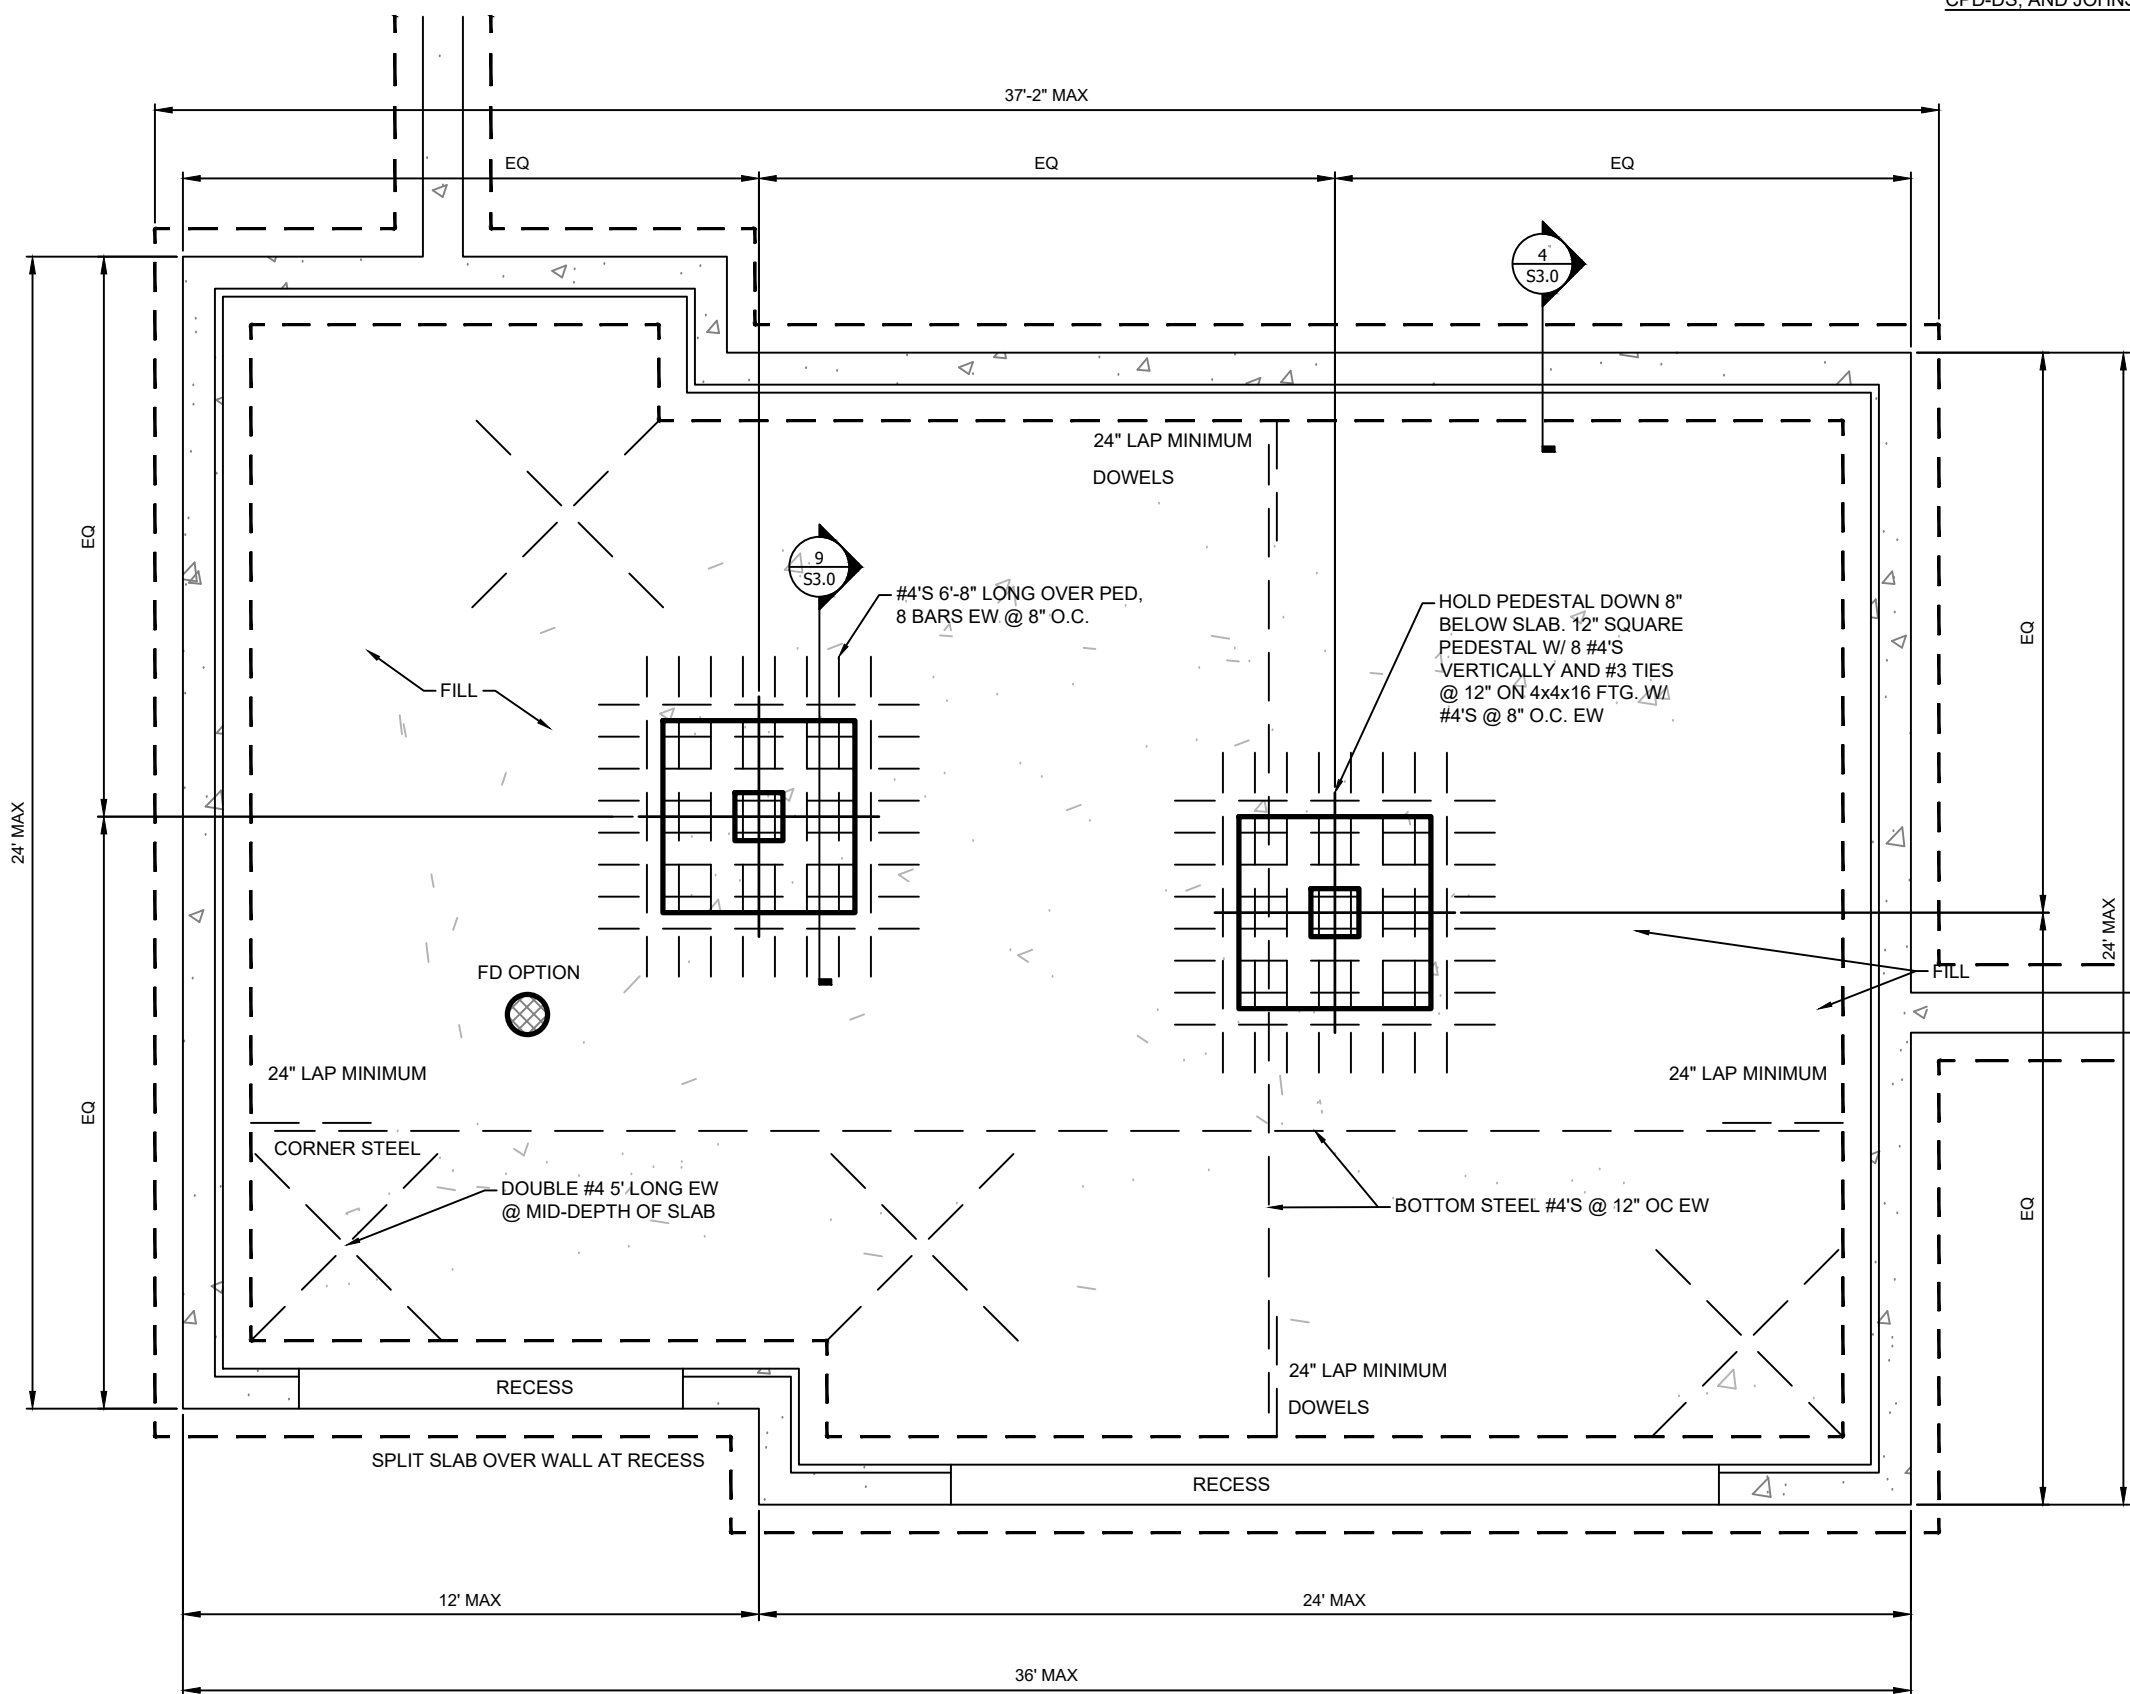 37'-2" MAX
EQ
EQ
EQ
4
S3.0
24" LAP MINIMUM
DOWELS
EQ
9
S3.0
#4'S 6'-8" LONG OVER PED,
8 BARS EW @ 8" O.C.
HOLD PEDESTAL DOWN 8"
BELOW SLAB. 12" SQUARE
PEDESTAL W/ 8 #4'S
VERTICALLY AND #3 TIES
@ 12" ON 4x4x16 FTG. W/
#4'S @ 8" O.C. EW
EQ
FILL
24' MAX
24' MAX
FD OPTION
FILL
24" LAP MINIMUM
24" LAP MINIMUM
EQ
CORNER STEEL
DOUBLE #4 5' LONG EW
@ MID-DEPTH OF SLAB
BOTTOM STEEL #4'S @ 12" OC EW
EQ
24" LAP MINIMUM
DOWELS
RECESS
SPLIT SLAB OVER WALL AT RECESS
RECESS
12' MAX
24' MAX
36' MAX